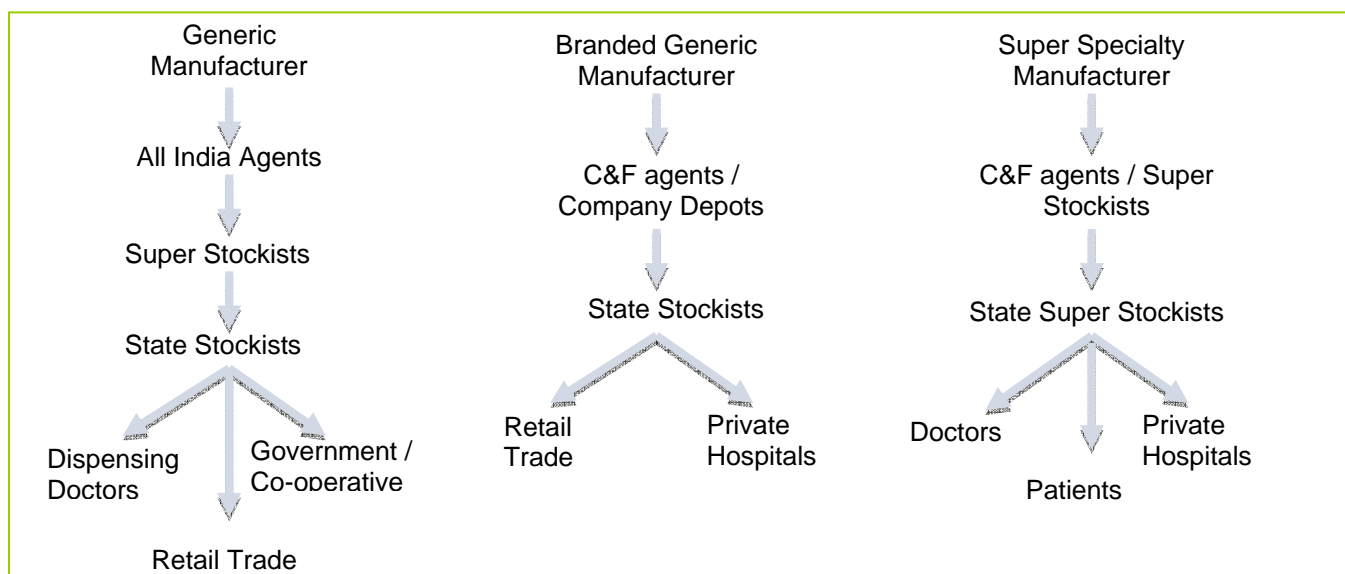 Generic
Manufacturer
All India Agents
Super Stockists
State Stockists
Dispensing
Doctors
Government /
Co-operative
Retail Trade
Branded Generic
Manufacturer
C&F agents /
Company Depots
State Stockists
Retail
Trade
Private
Hospitals
Super Specialty
Manufacturer
C&F agents / Super
Stockists
State Super Stockists
Doctors
Private
Hospitals
Patients